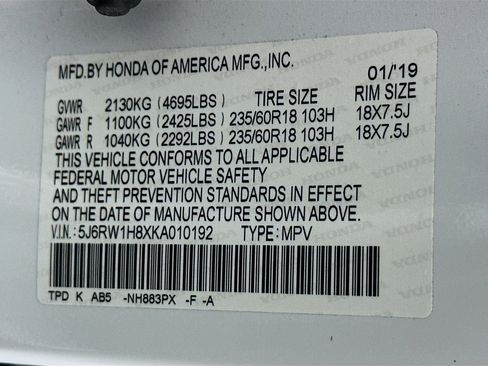 MFD.BY HONDA OF AMERICA MFG.,INC. 01/'19
GVWR 2130KG (4695LBS) TIRE SIZE RIM SIZE
GAWR F 1100KG (2425LBS) 235/60R18 103H 18X7.5J
GAWR R 1040KG (2292LBS) 235/60R18 103H 18X7.5J
THIS VEHICLE CONFORMS TO ALL APPLICABLE
FEDERAL MOTOR VEHICLE SAFETY
AND THEFT PREVENTION STANDARDS IN EFFECT
ON THE DATE OF MANUFACTURE SHOWN ABOVE.
V.I.N.: 5J6RW1H8XKA010192 TYPE: MPV
TPD K AB5 -NH883PX -F -A